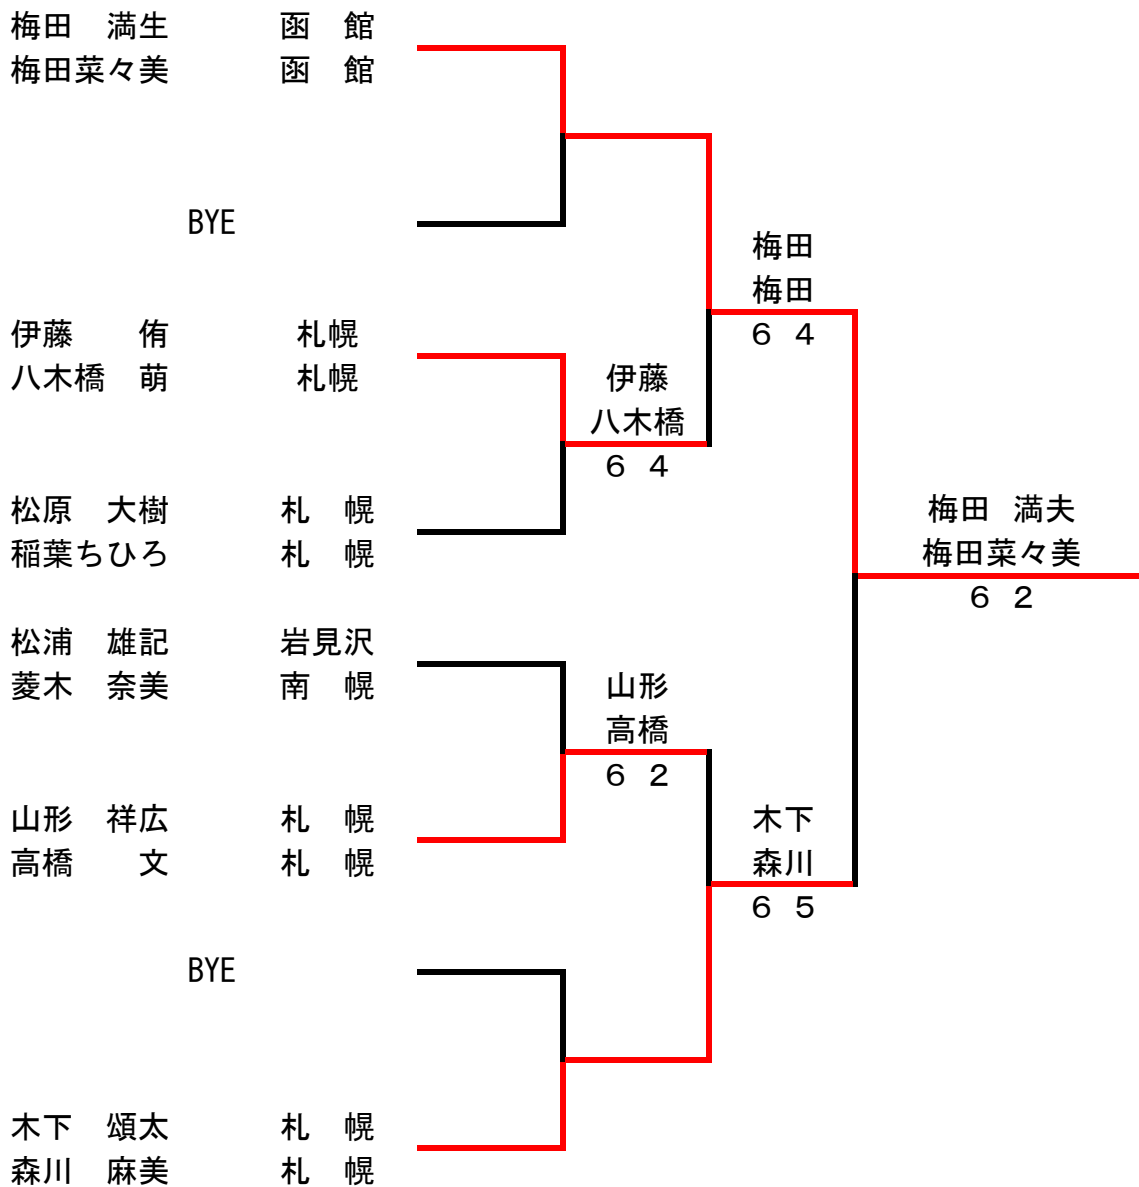 梅田　満生　函　館
梅田菜々美　函　館
BYE
梅田
梅田
６ ４
伊藤　　侑　札幌
八木橋　萌　札幌
伊藤
八木橋
６ ４
松原　大樹　札　幌
稲葉ちひろ　札　幌
梅田　満夫
梅田菜々美
６ ２
松浦　雄記　岩見沢
菱木　奈美　南　幌
山形
高橋
６ ２
山形　祥広　札　幌
高橋　　文　札　幌
木下
森川
６ ５
BYE
木下　頌太　札　幌
森川　麻美　札　幌